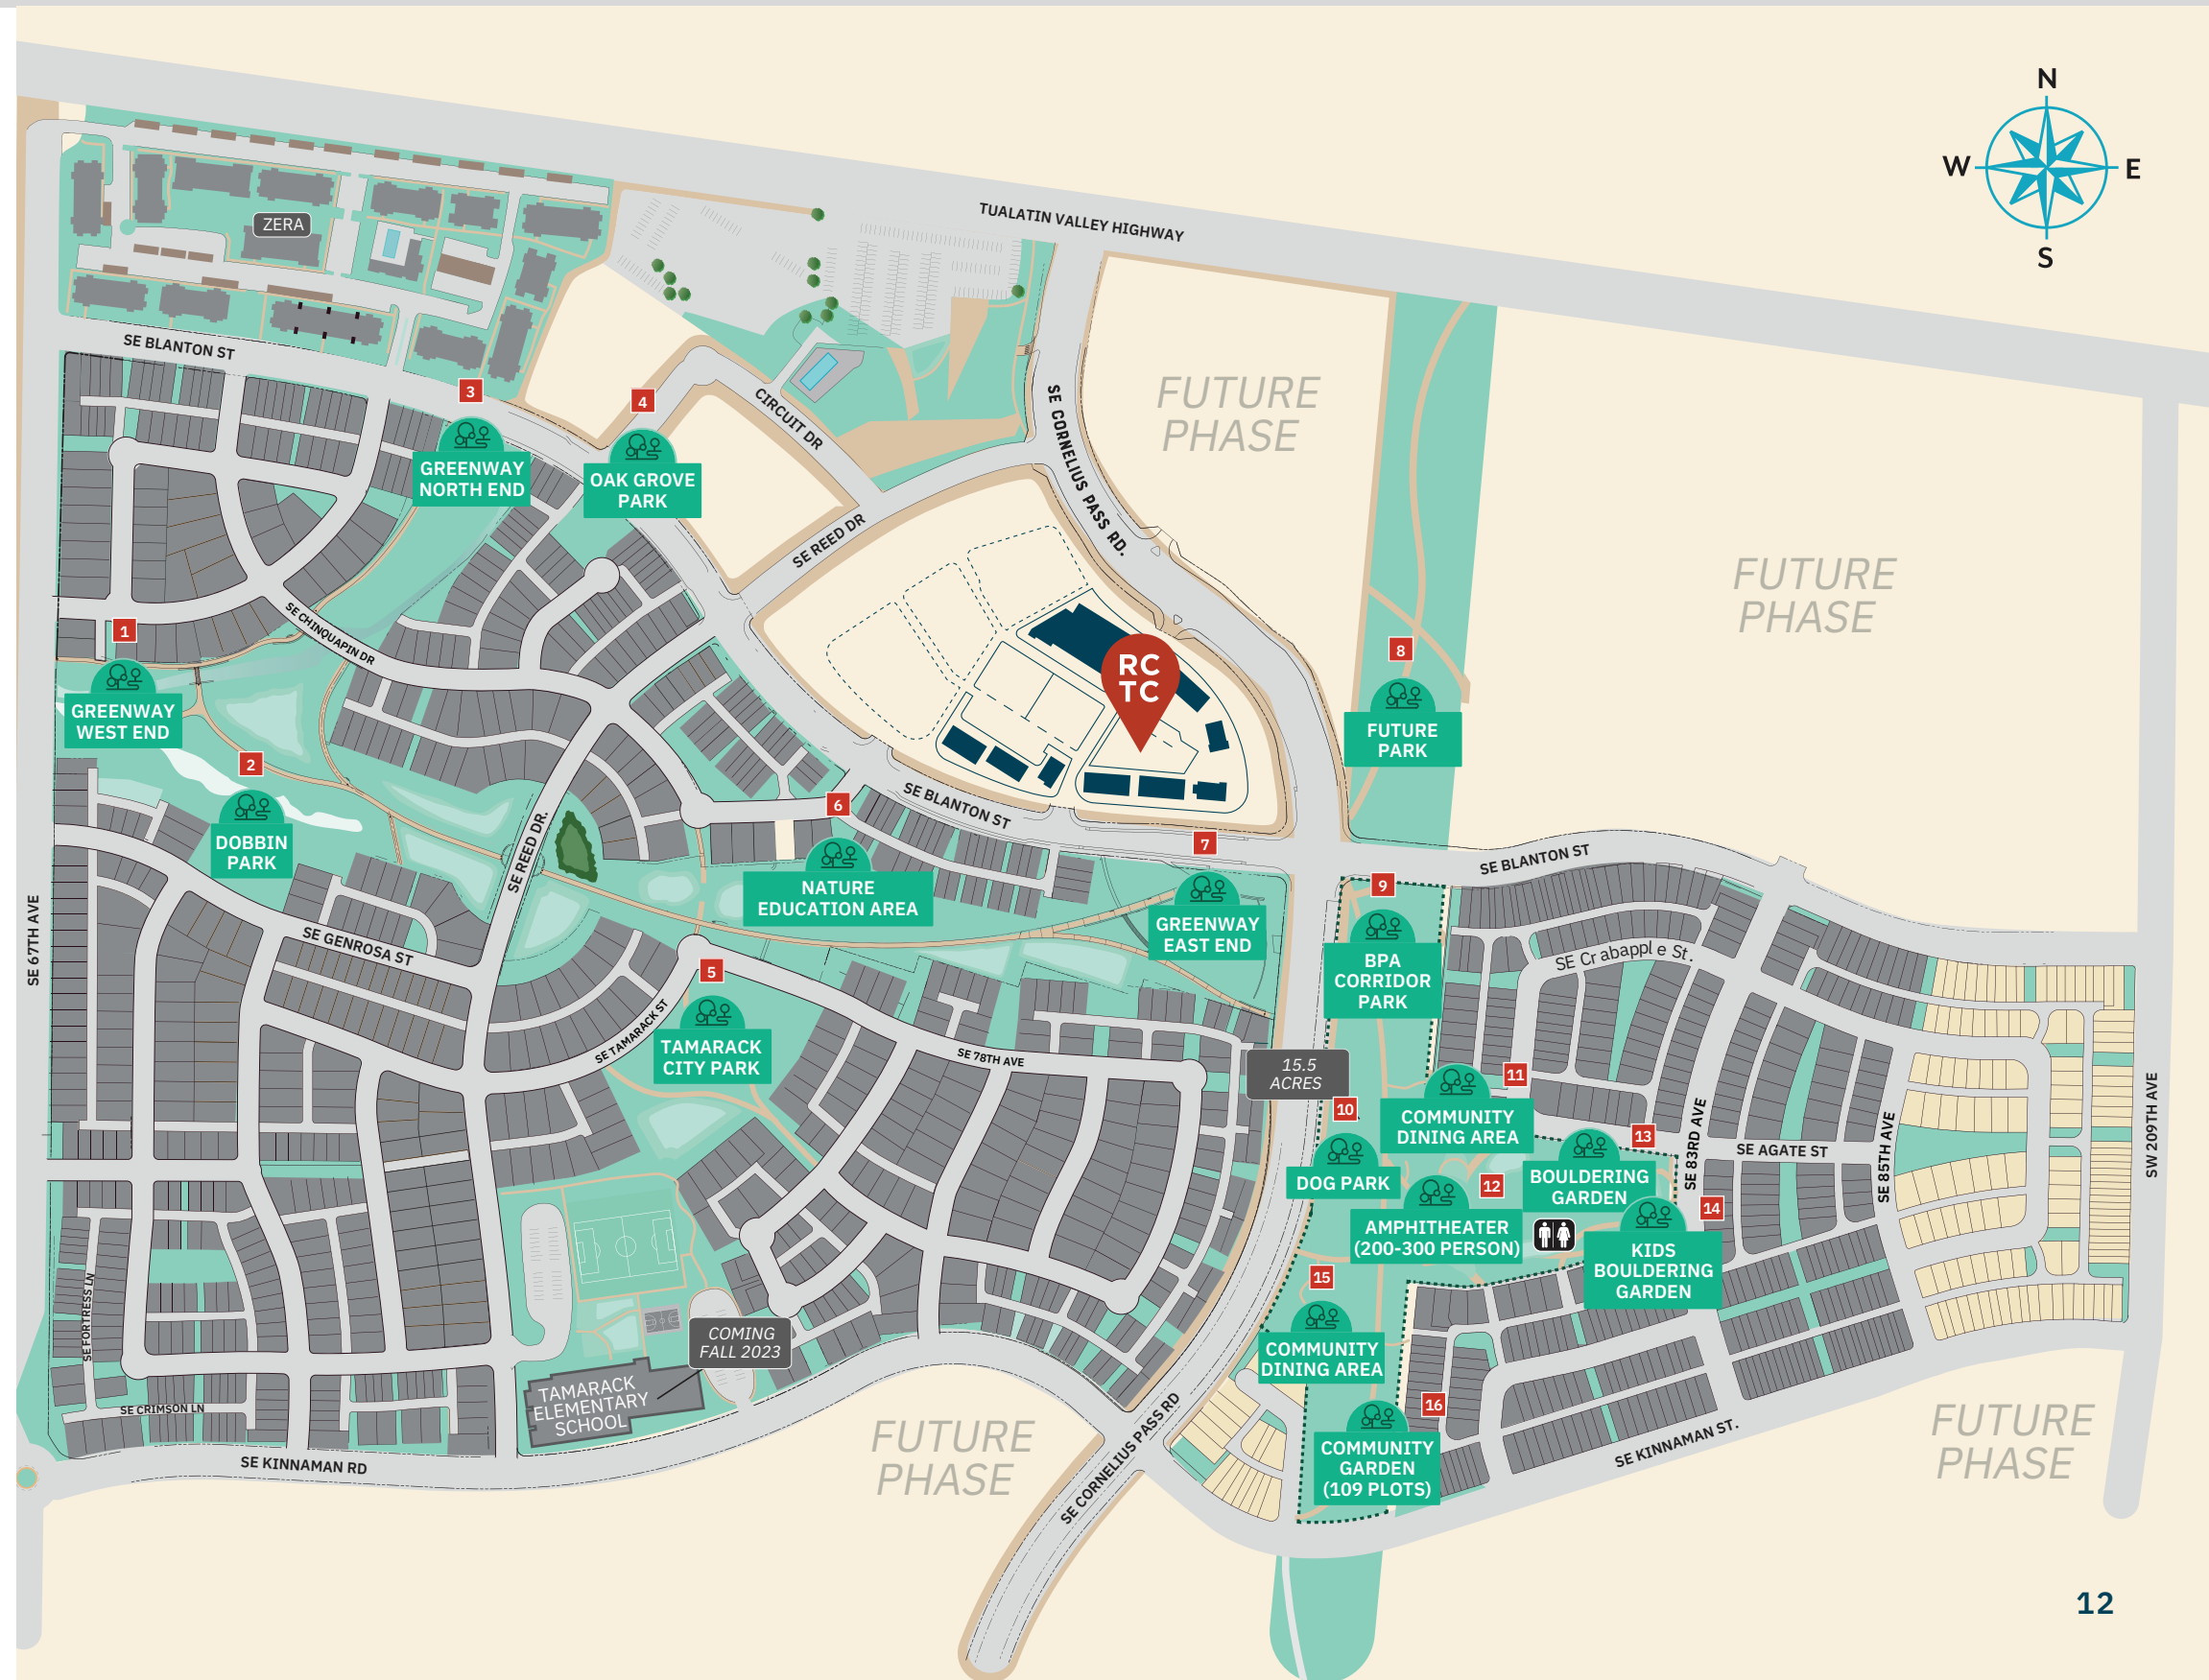 N
W
E
S
TUALATIN VALLEY HIGHWAY
ZERA
SE BLANTON ST
3
GREENWAY
NORTH END
4
OAK GROVE
PARK
CIRCUIT DR
SE REED DR
SE CORNELIUS PASS RD.
FUTURE
PHASE
FUTURE
PHASE
1
GREENWAY
WEST END
SE CHINQUAPIN DR
RC
TC
8
FUTURE
PARK
2
DOBBIN
PARK
SE REED DR.
6
NATURE
EDUCATION AREA
SE BLANTON ST
7
GREENWAY
EAST END
SE BLANTON ST
9
BPA
CORRIDOR
PARK
SE Crabapple St.
SE 67TH AVE
SE GENROSA ST
5
TAMARACK
CITY PARK
SE TAMARACK ST
SE 78TH AVE
15.5
ACRES
10
DOG PARK
11
COMMUNITY
DINING AREA
12
AMPHITHEATER
(200-300 PERSON)
13
BOULDERING
GARDEN
14
KIDS
BOULDERING
GARDEN
SE 83RD AVE
SE AGATE ST
SE 85TH AVE
SW 209TH AVE
15
COMMUNITY
DINING AREA
16
COMMUNITY
GARDEN
(109 PLOTS)
SE FORTRESS LN
SE CRIMSON LN
COMING
FALL 2023
TAMARACK
ELEMENTARY
SCHOOL
SE KINNAMAN RD
FUTURE
PHASE
SE CORNELIUS PASS RD
SE KINNAMAN ST.
FUTURE
PHASE
12